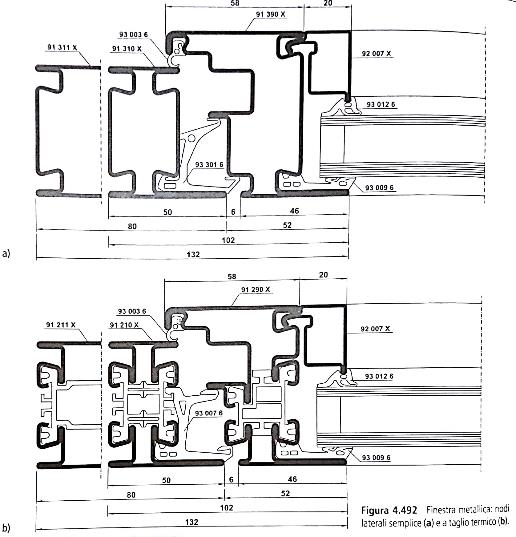 58
20
91 390 X
93 003 6
91 311 X
91 310 X
92 007 X
93 012 6
93 301 6
93 009 6
50
6
46
80
52
102
132
a)
58
20
91 290 X
93 003 6
91 211 X
91 210 X
92 007 X
93 012 6
93 007 6
93 009 6
50
6
46
80
52
102
132
b)
Figura 4.492 Finestra metallica: nodi
laterali semplice (a) e a taglio termico (b).